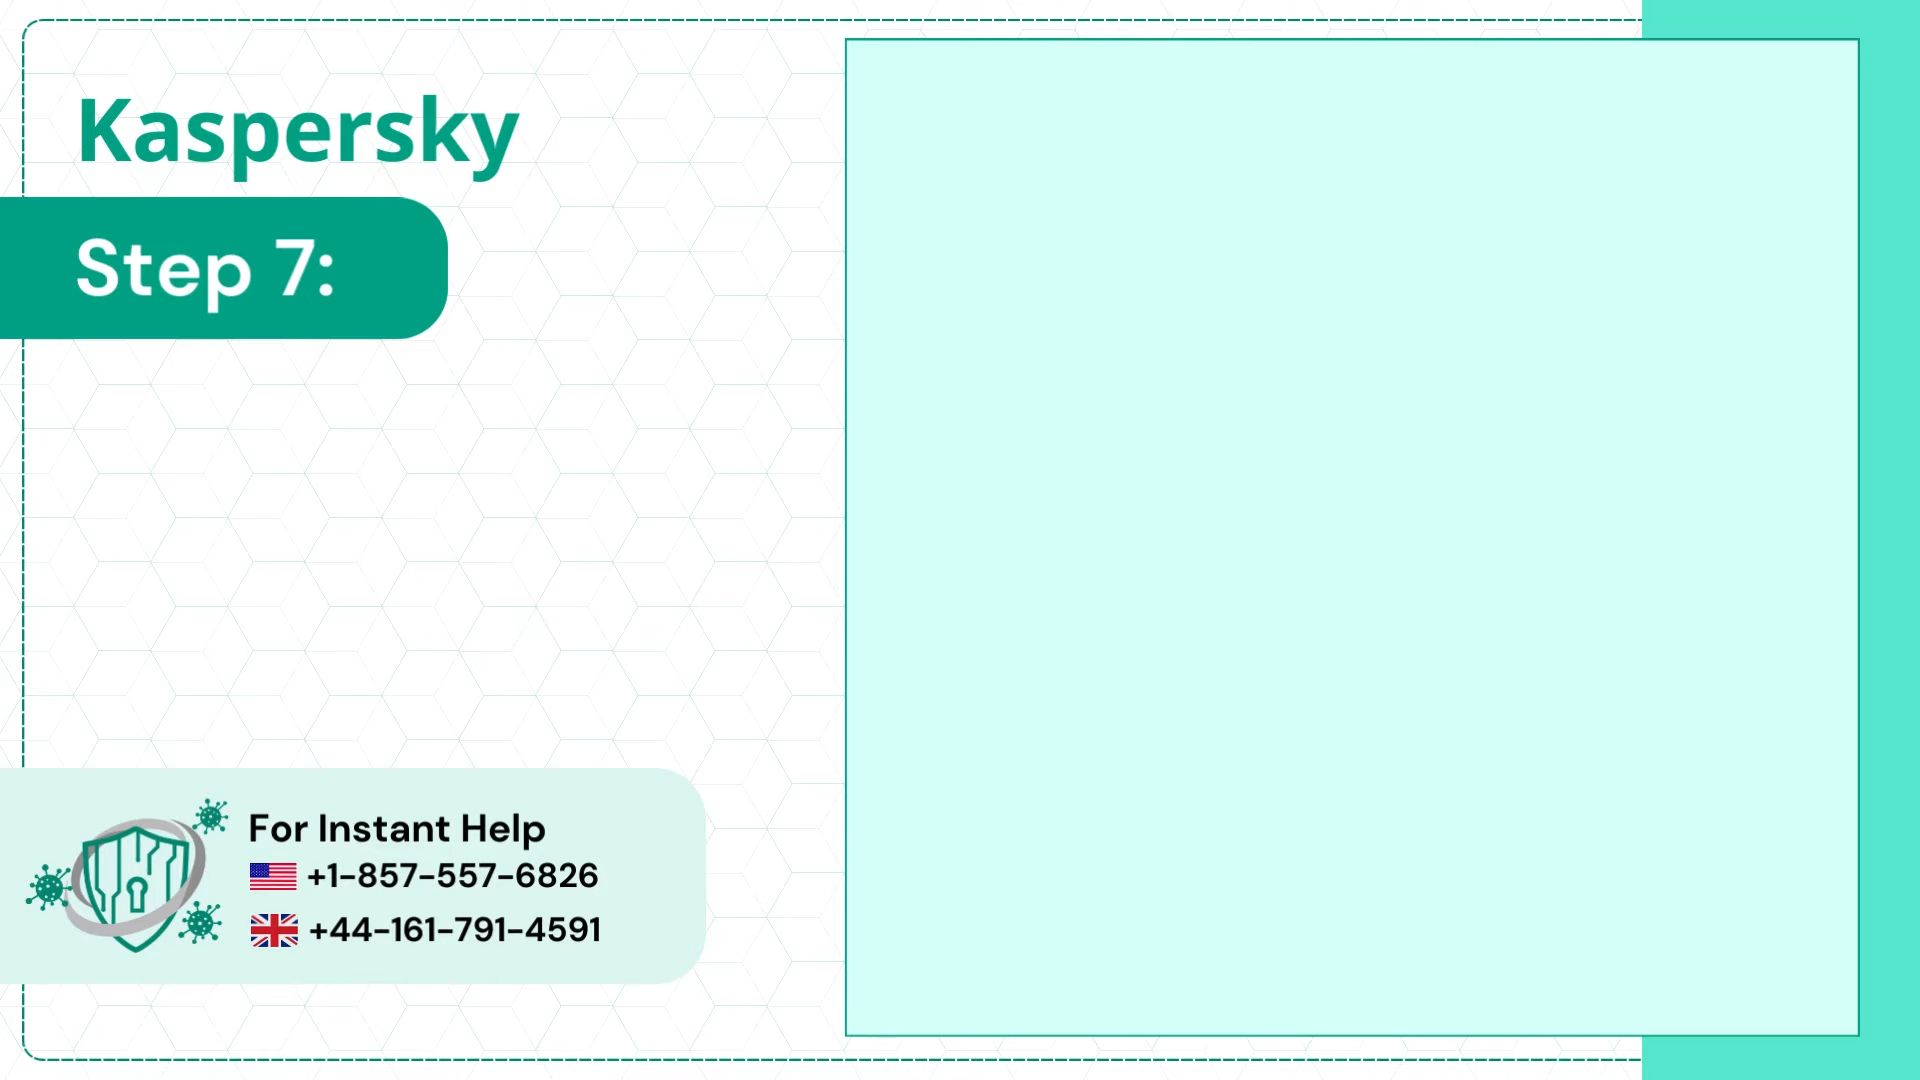 Kaspersky
Step 7:
For Instant Help
+1-857-557-6826
+44-161-791-4591